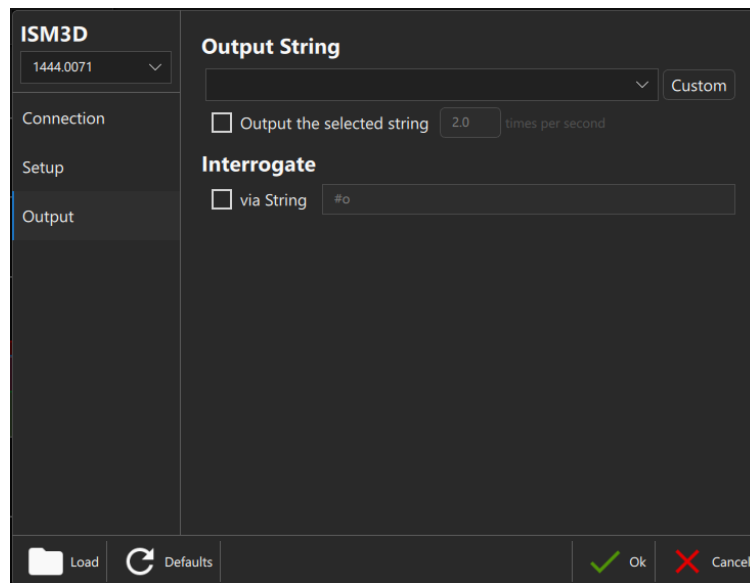 ISM3D
1444.0071
Connection
Setup
Output
Output String
Custom
Output the selected string 2.0 times per second
Interrogate
via String #o
Load Defaults Ok Cancel